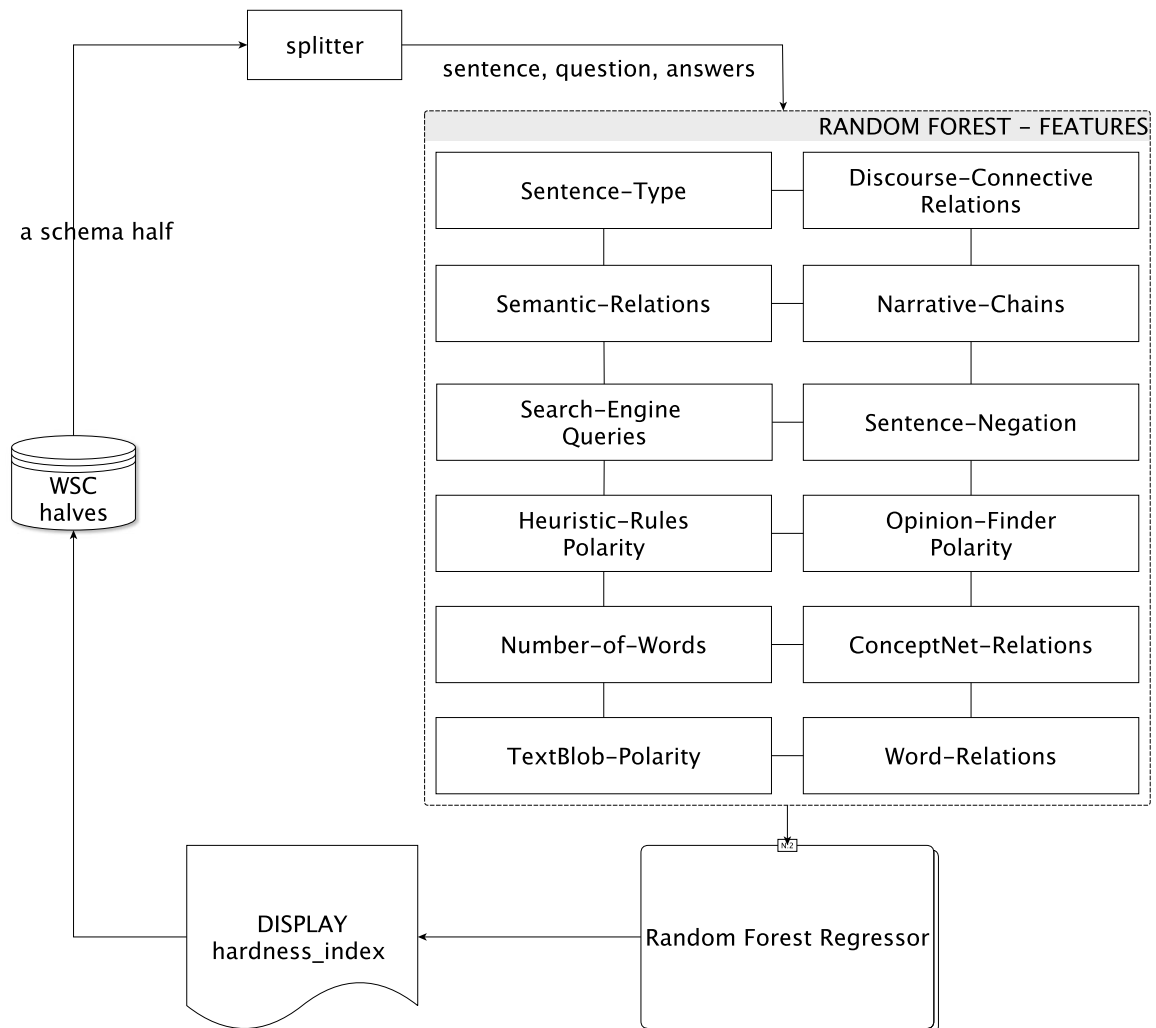 splitter
sentence, question, answers
RANDOM FOREST – FEATURES
Sentence–Type
Discourse–Connective
Relations
a schema half
Semantic–Relations
Narrative–Chains
Search–Engine
Queries
Sentence–Negation
WSC
halves
Heuristic–Rules
Polarity
Opinion–Finder
Polarity
Number–of–Words
ConceptNet–Relations
TextBlob–Polarity
Word–Relations
DISPLAY
hardness_index
Random Forest Regressor